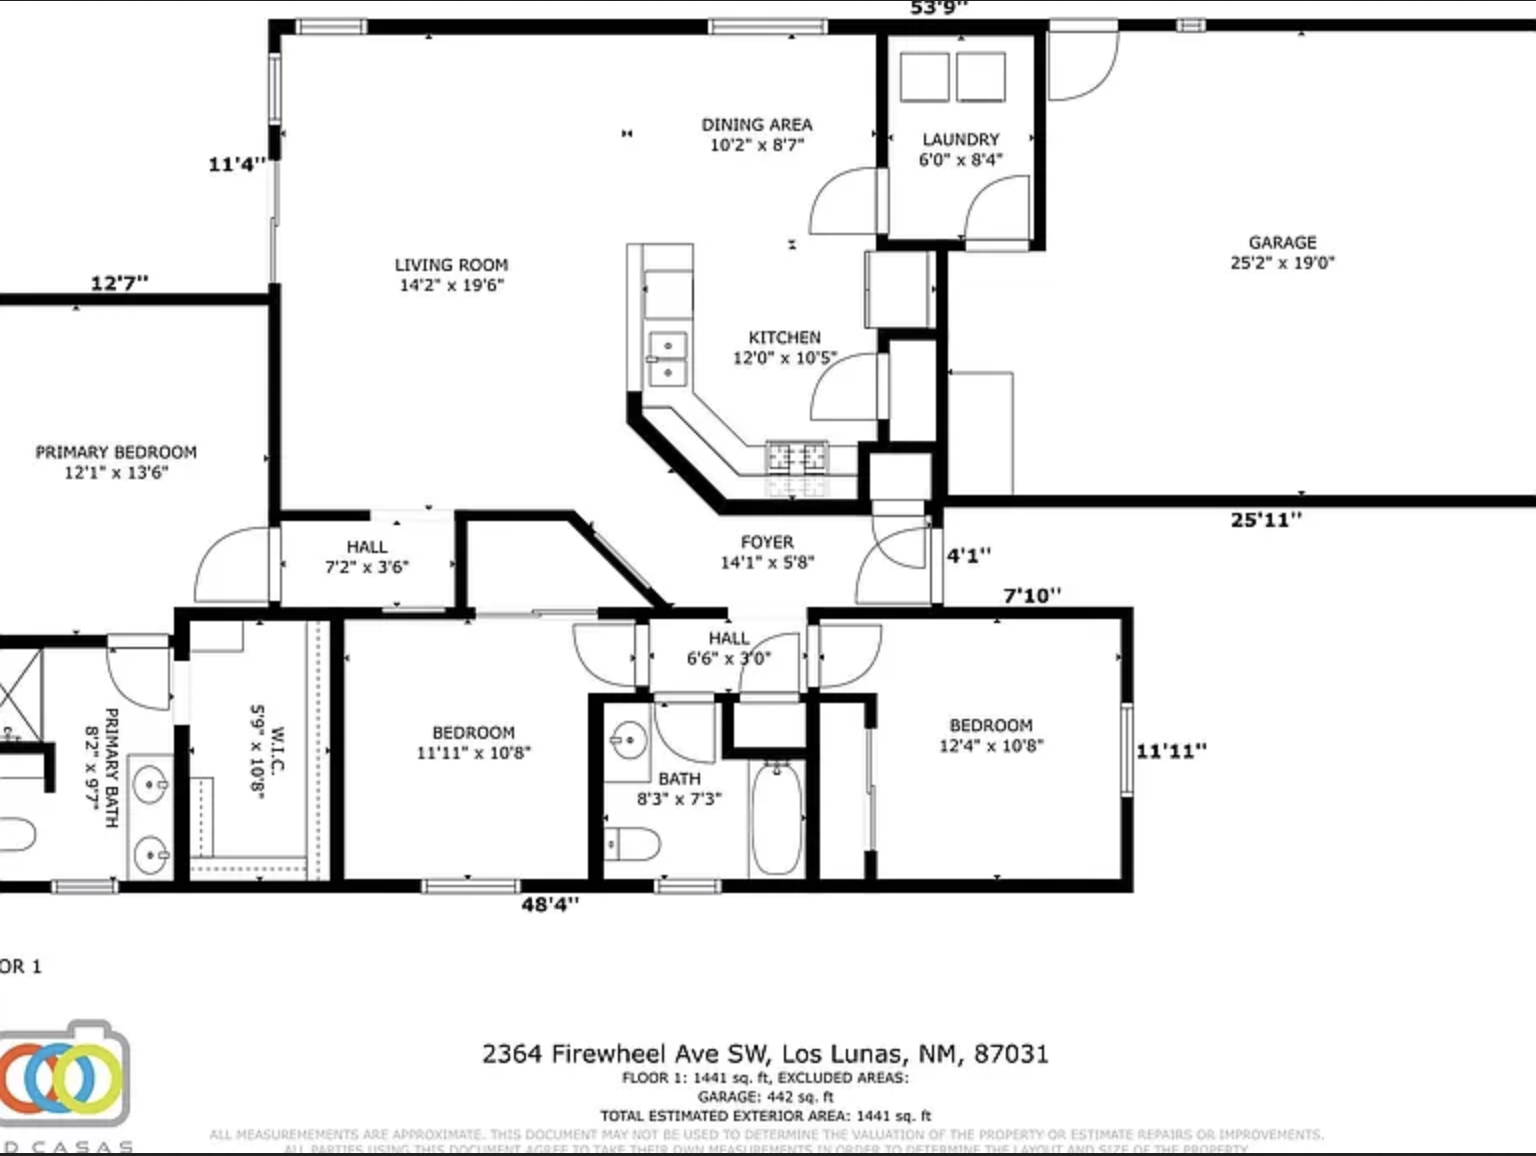 53'9"
DINING AREA
10'2" x 8'7"
LAUNDRY
6'0" x 8'4"
11'4"
GARAGE
25'2" x 19'0"
LIVING ROOM
14'2" x 19'6"
12'7"
KITCHEN
12'0" x 10'5"
PRIMARY BEDROOM
12'1" x 13'6"
25'11"
HALL
7'2" x 3'6"
FOYER
14'1" x 5'8"
4'1"
7'10"
HALL
6'6" x 3'0"
PRIMARY BATH
8'2" x 9'7"
W.I.C.
5'9" x 10'8"
BEDROOM
11'11" x 10'8"
BATH
8'3" x 7'3"
BEDROOM
12'4" x 10'8"
11'11"
48'4"
OR 1
2364 Firewheel Ave SW, Los Lunas, NM, 87031
FLOOR 1: 1441 sq. ft, EXCLUDED AREAS:
GARAGE: 442 sq. ft
TOTAL ESTIMATED EXTERIOR AREA: 1441 sq. ft
D CASAS
ALL MEASUREMEMENTS ARE APPROXIMATE. THIS DOCUMENT MAY NOT BE USED TO DETERMINE THE VALUATION OF THE PROPERTY OR ESTIMATE REPAIRS OR IMPROVEMENTS.
ALL PARTIES USING THIS DOCUMENT AGREE TO TAKE THEIR OWN MEASUREMENTS IN ORDER TO DETERMINE THE LAYOUT AND SIZE OF THE PROPERTY.